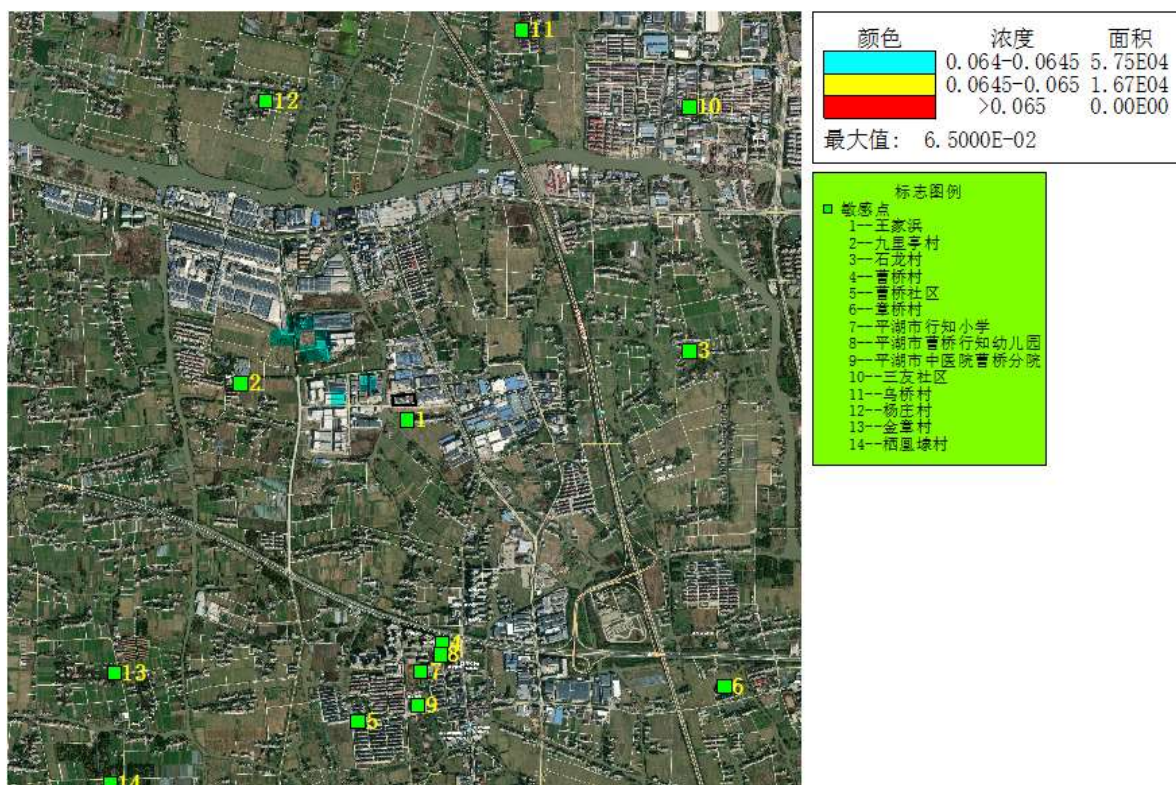 11
12
10
3
2
1
4
8
7
13
6
9
5
14
颜色 浓度 面积
0.064-0.0645 5.75E04
0.0645-0.065 1.67E04
>0.065 0.00E00
最大值: 6.5000E-02
标志图例
敏感点
1--王家浜
2--九里亭村
3--石龙村
4--曹桥村
5--曹桥社区
6--章桥村
7--平湖市行知小学
8--平湖市曹桥行知幼儿园
9--平湖市中医院曹桥分院
10--三友社区
11--乌桥村
12--杨庄村
13--金章村
14--栖凰埭村